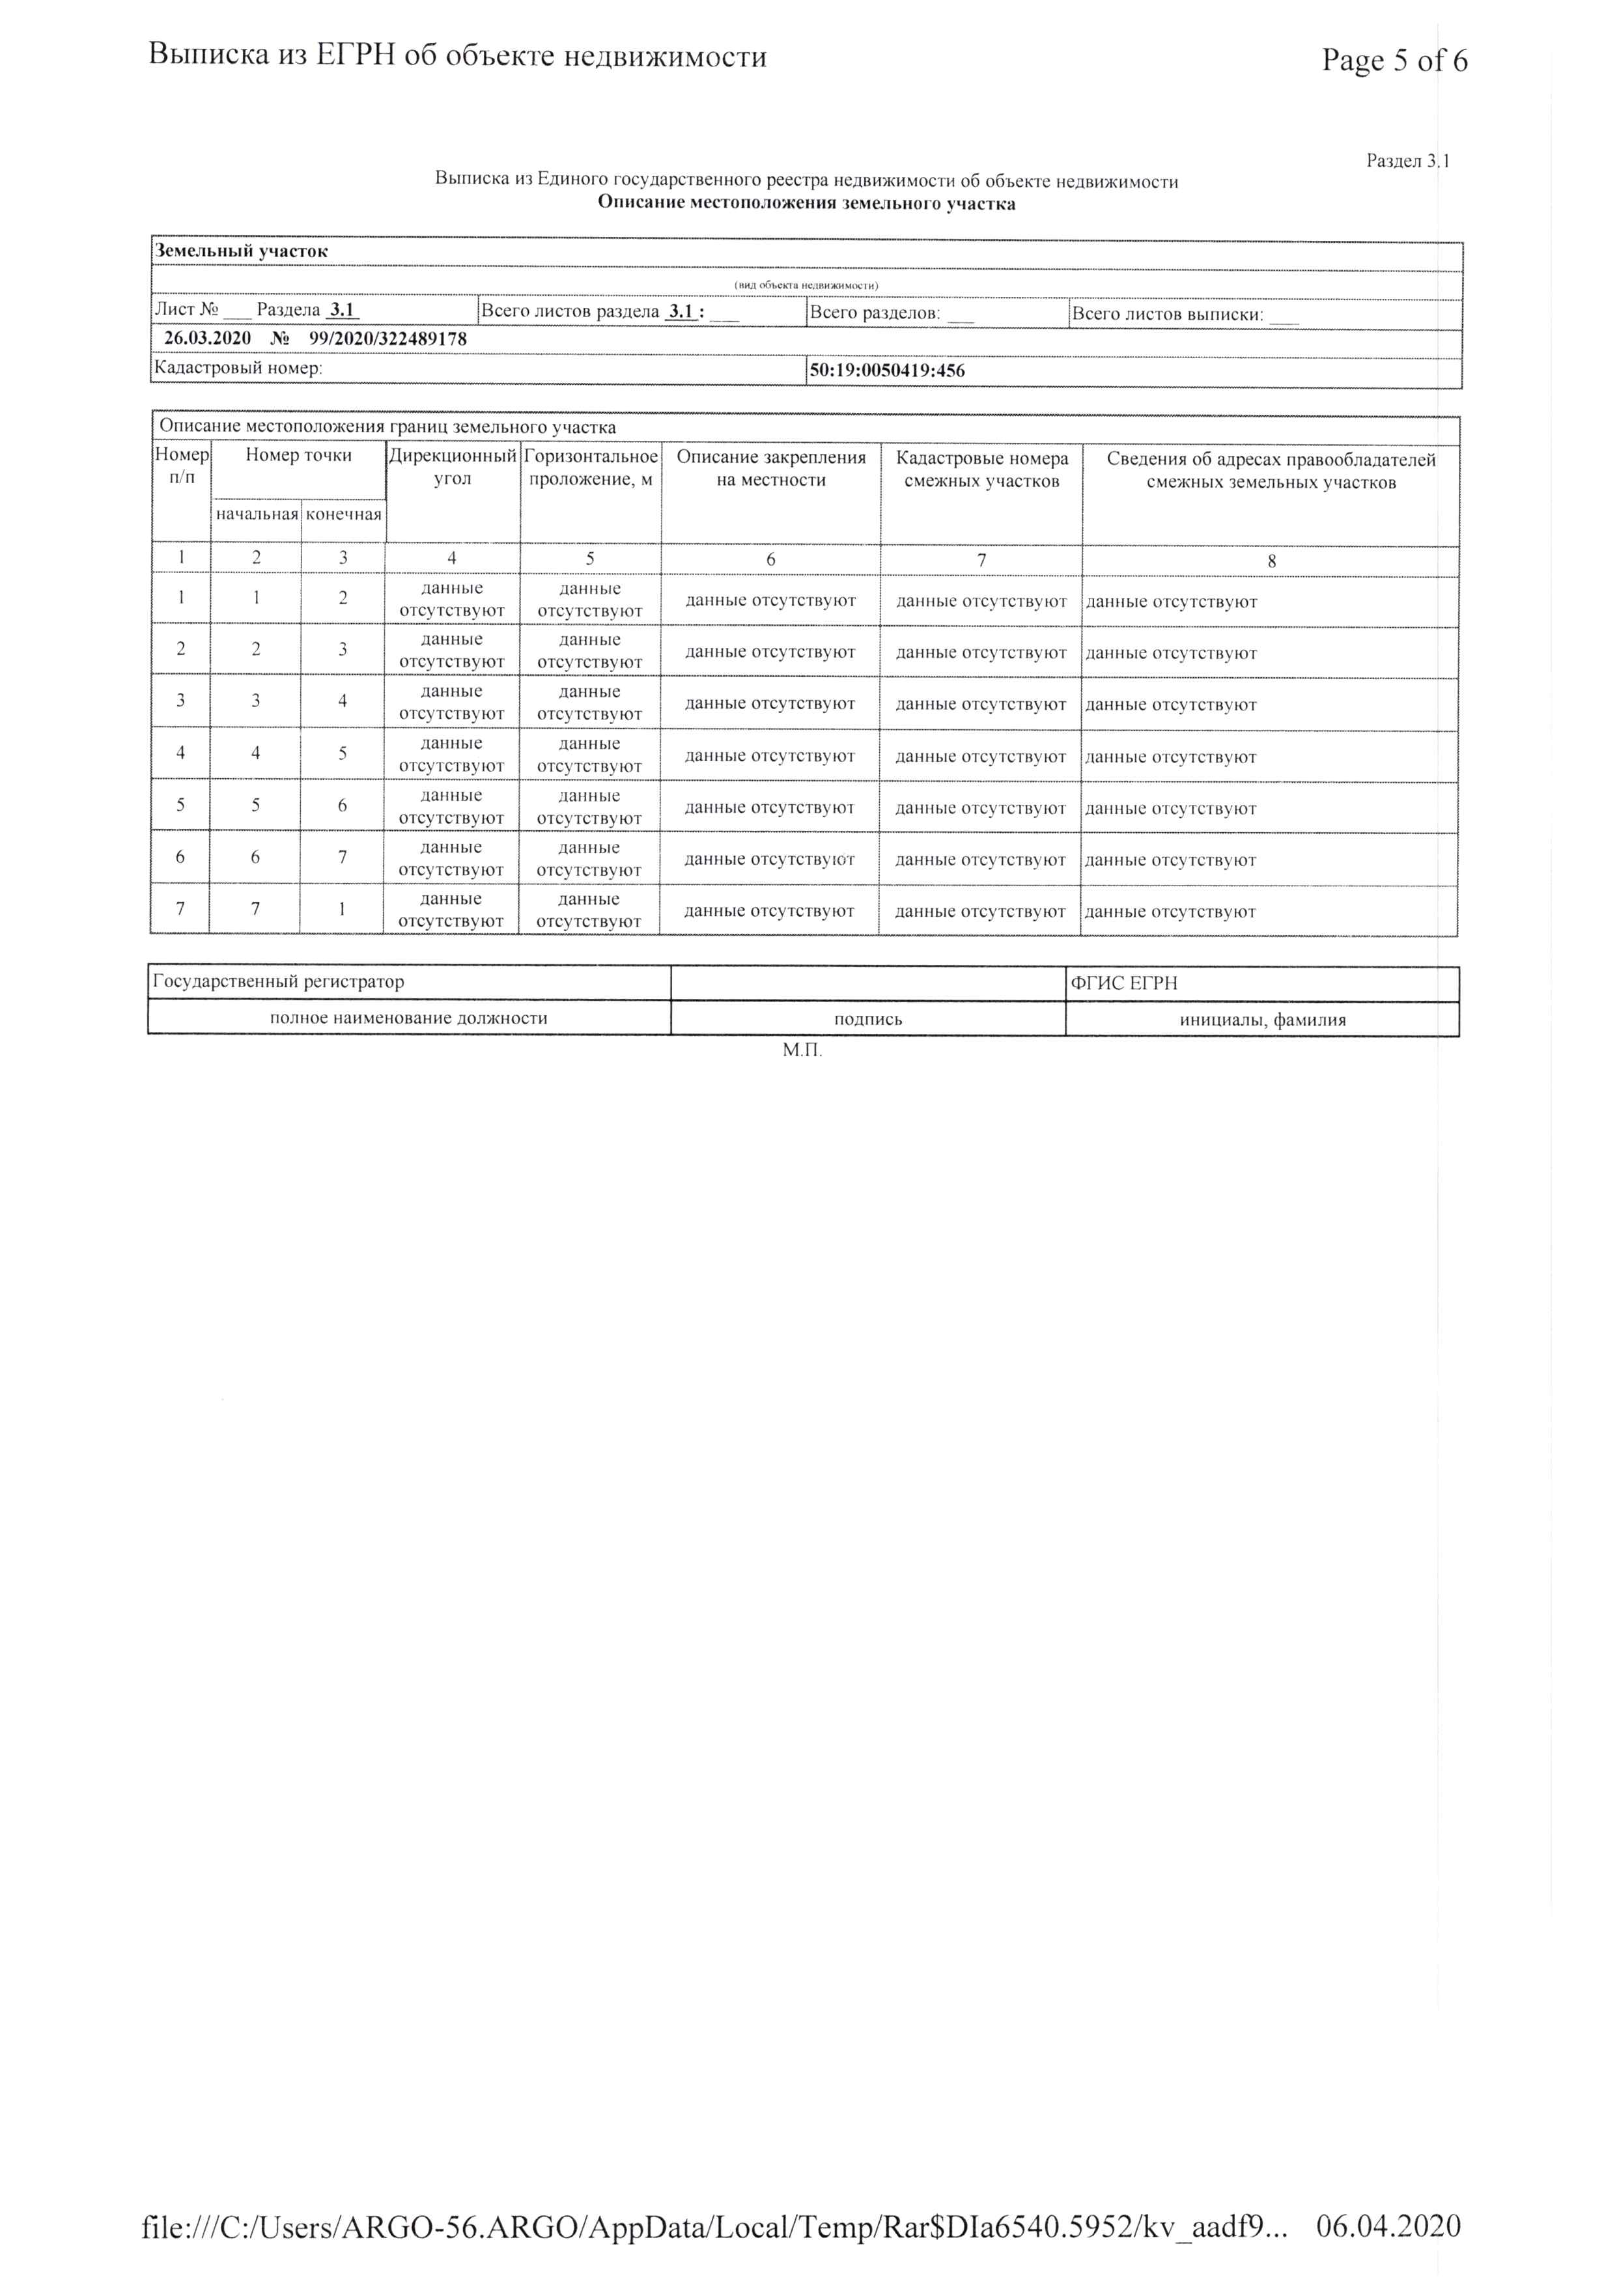 Выписка из ЕГРН об объекте недвижимости Page 5 of 6
Раздел 3.1
Выписка из Единого государственного реестра недвижимости об объекте недвижимости
Описание местоположения земельного участка
Земельный участок
(вид объекта недвижимости)
Лист № ___ Раздела 3.1 Всего листов раздела 3.1 : ___ Всего разделов: ___ Всего листов выписки: ___
26.03.2020 № 99/2020/322489178
Кадастровый номер: 50:19:0050419:456
Описание местоположения границ земельного участка
Номер Номер точки Дирекционный Горизонтальное Описание закрепления Кадастровые номера Сведения об адресах правообладателей
п/п угол проложение, м на местности смежных участков смежных земельных участков
начальная конечная
1 2 3 4 5 6 7 8
данные данные
1 1 2 отсутствуют отсутствуют данные отсутствуют данные отсутствуют данные отсутствуют
данные данные
2 2 3 отсутствуют отсутствуют данные отсутствуют данные отсутствуют данные отсутствуют
данные данные
3 3 4 отсутствуют отсутствуют данные отсутствуют данные отсутствуют данные отсутствуют
данные данные
4 4 5 отсутствуют отсутствуют данные отсутствуют данные отсутствуют данные отсутствуют
данные данные
5 5 6 отсутствуют отсутствуют данные отсутствуют данные отсутствуют данные отсутствуют
данные данные
6 6 7 отсутствуют отсутствуют данные отсутствуют данные отсутствуют данные отсутствуют
данные данные
7 7 1 отсутствуют отсутствуют данные отсутствуют данные отсутствуют данные отсутствуют
Государственный регистратор ФГИС ЕГРН
полное наименование должности подпись инициалы, фамилия
М.П.
file:///C:/Users/ARGO-56.ARGO/AppData/Local/Temp/Rar$DIa6540.5952/kv_aadf9... 06.04.2020